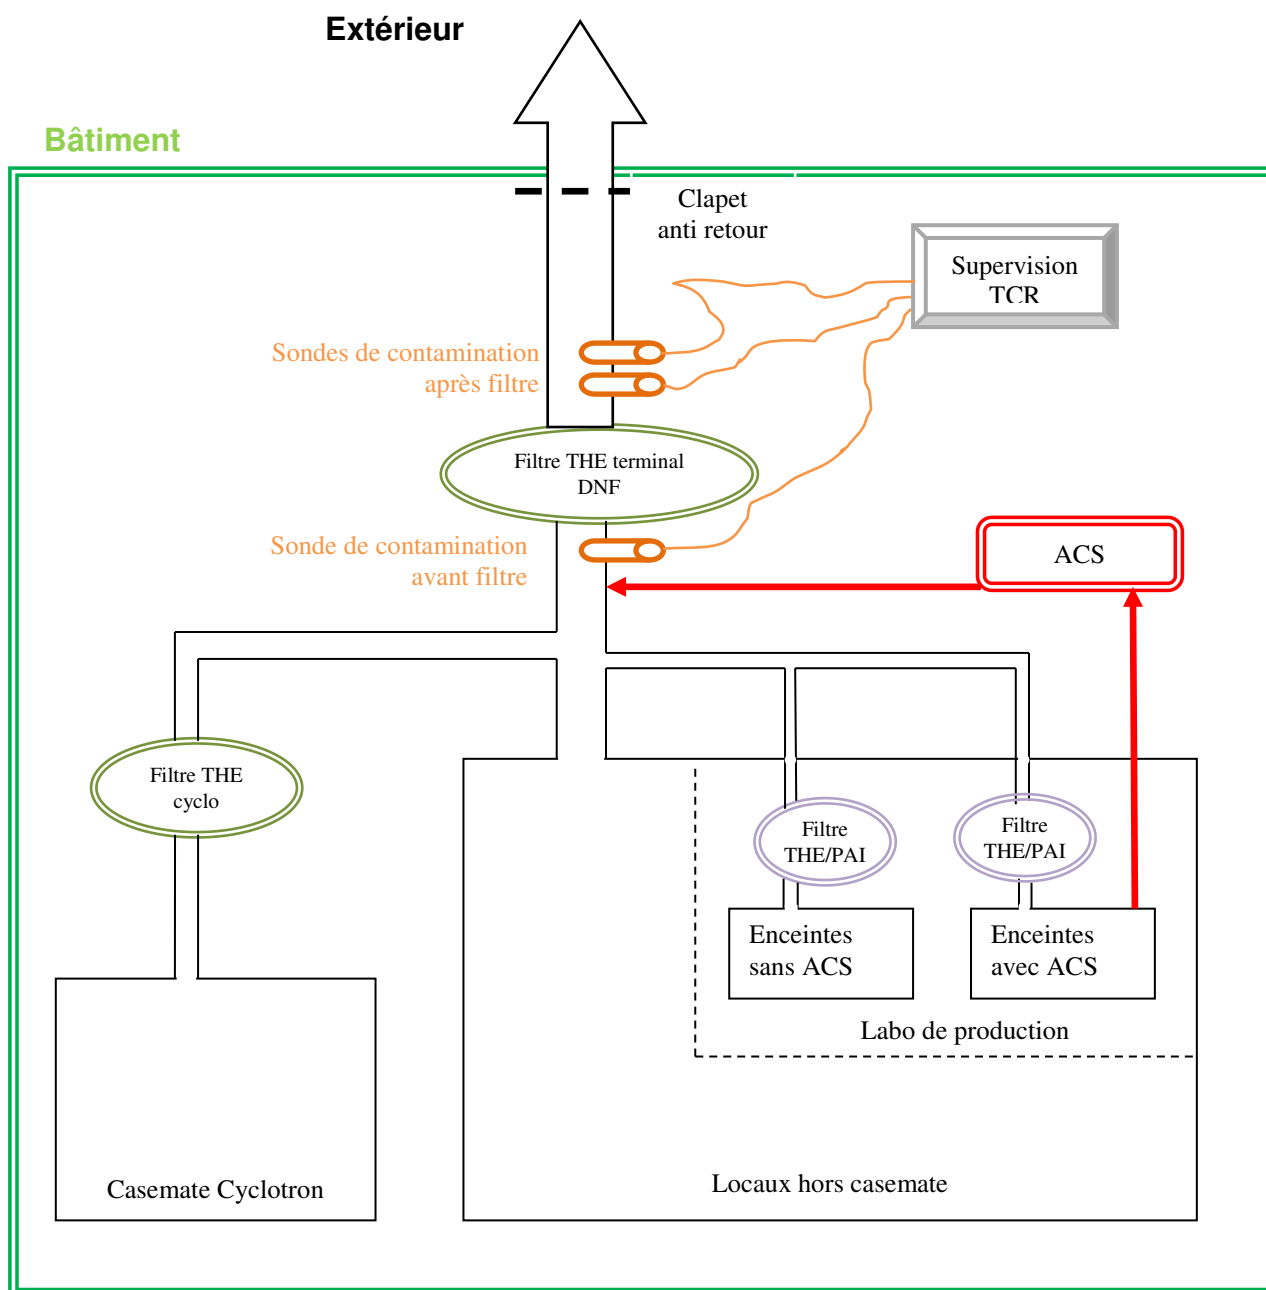 Extérieur
Bâtiment
Clapet
anti retour
Supervision
TCR
Sondes de contamination
après filtre
Filtre THE terminal
DNF
Sonde de contamination
avant filtre
ACS
Filtre THE
cyclo
Filtre
THE/PAI
Filtre
THE/PAI
Enceintes
sans ACS
Enceintes
avec ACS
Labo de production
Casemate Cyclotron
Locaux hors casemate